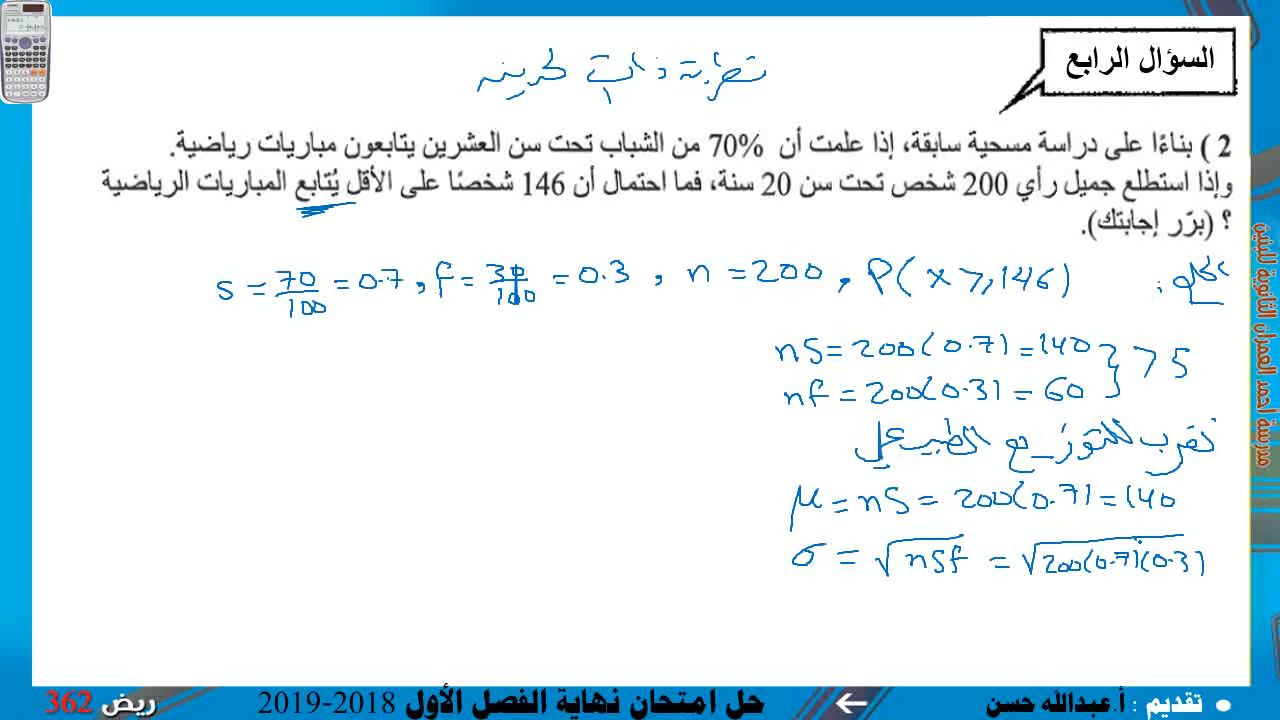 السؤال الرابع
نظرية ذات الحدين
2 ) بناءًا على دراسة مسحية سابقة، إذا علمت أن 70% من الشباب تحت سن العشرين يتابعون مباريات رياضية.
وإذا استطلع جميل رأي 200 شخص تحت سن 20 سنة، فما احتمال أن 146 شخصًا على الأقل يُتابع المباريات الرياضية
؟ (برّر إجابتك).
الحل:
s = 70/100 = 0.7 , f = 30/100 = 0.3 , n = 200 , P( x ≥ 146)
nS = 200(0.7) = 140
nf = 200(0.3) = 60
} > 5
نقرب للتوزيع الطبيعي
μ = nS = 200(0.7) = 140
σ = √nSf = √200(0.7)(0.3)
مدرسة احمد العمران الثانوية للبنين
• تقديم : أ.عبدالله حسن
حل امتحان نهاية الفصل الأول 2018-2019
ريض 362